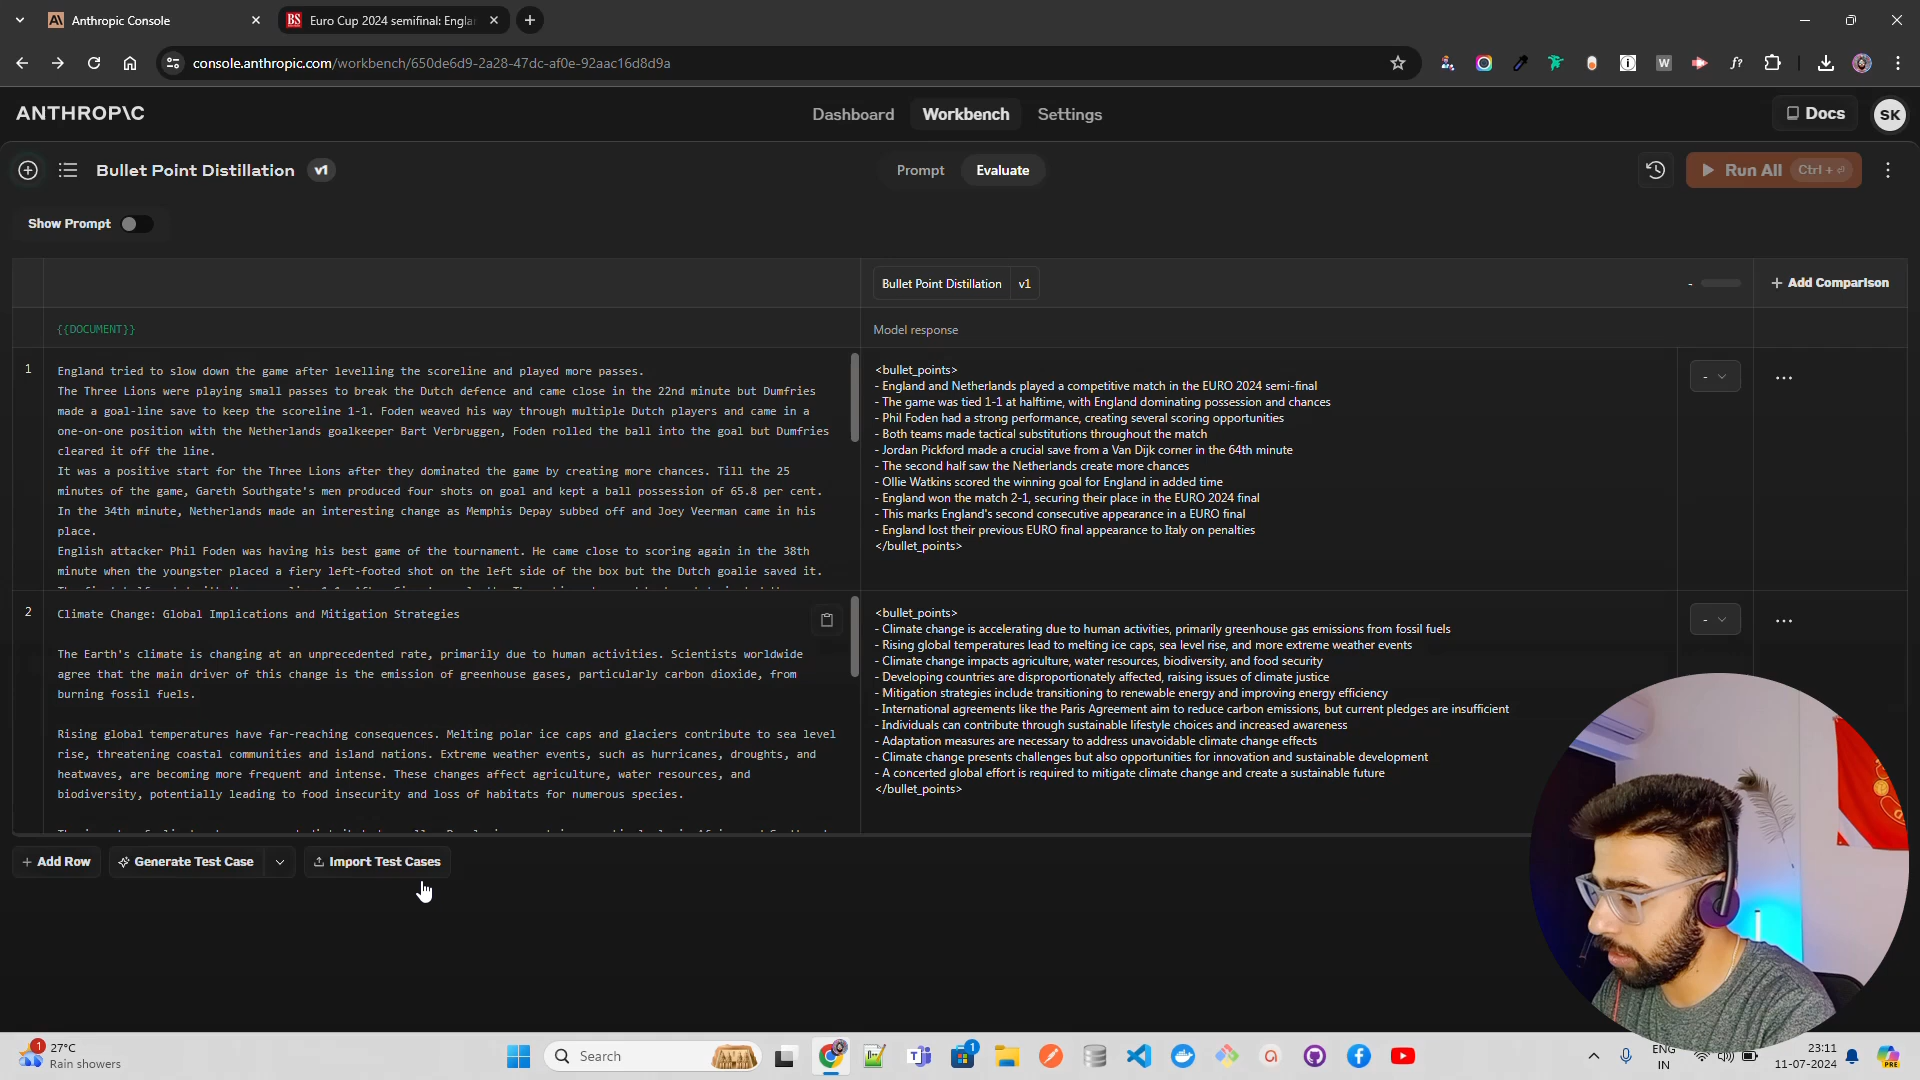 Anthropic Console
BS Euro Cup 2024 semifinal: Engla
console.anthropic.com/workbench/650de6d9-2a28-47dc-af0e-92aac16d8d9a
ANTHROP\C
Dashboard Workbench Settings
Docs SK
Bullet Point Distillation v1
Prompt Evaluate
Run All Ctrl + ⏎
Show Prompt
Bullet Point Distillation v1
- + Add Comparison
{{DOCUMENT}}
Model response
1
England tried to slow down the game after levelling the scoreline and played more passes.
The Three Lions were playing small passes to break the Dutch defence and came close in the 22nd minute but Dumfries
made a goal-line save to keep the scoreline 1-1. Foden weaved his way through multiple Dutch players and came in a
one-on-one position with the Netherlands goalkeeper Bart Verbruggen, Foden rolled the ball into the goal but Dumfries
cleared it off the line.
It was a positive start for the Three Lions after they dominated the game by creating more chances. Till the 25
minutes of the game, Gareth Southgate's men produced four shots on goal and kept a ball possession of 65.8 per cent.
In the 34th minute, Netherlands made an interesting change as Memphis Depay subbed off and Joey Veerman came in his
place.
English attacker Phil Foden was having his best game of the tournament. He came close to scoring again in the 38th
minute when the youngster placed a fiery left-footed shot on the left side of the box but the Dutch goalie saved it.
<bullet_points>
- England and Netherlands played a competitive match in the EURO 2024 semi-final
- The game was tied 1-1 at halftime, with England dominating possession and chances
- Phil Foden had a strong performance, creating several scoring opportunities
- Both teams made tactical substitutions throughout the match
- Jordan Pickford made a crucial save from a Van Dijk corner in the 64th minute
- The second half saw the Netherlands create more chances
- Ollie Watkins scored the winning goal for England in added time
- England won the match 2-1, securing their place in the EURO 2024 final
- This marks England's second consecutive appearance in a EURO final
- England lost their previous EURO final appearance to Italy on penalties
</bullet_points>
-
2
Climate Change: Global Implications and Mitigation Strategies
The Earth's climate is changing at an unprecedented rate, primarily due to human activities. Scientists worldwide
agree that the main driver of this change is the emission of greenhouse gases, particularly carbon dioxide, from
burning fossil fuels.
Rising global temperatures have far-reaching consequences. Melting polar ice caps and glaciers contribute to sea level
rise, threatening coastal communities and island nations. Extreme weather events, such as hurricanes, droughts, and
heatwaves, are becoming more frequent and intense. These changes affect agriculture, water resources, and
biodiversity, potentially leading to food insecurity and loss of habitats for numerous species.
<bullet_points>
- Climate change is accelerating due to human activities, primarily greenhouse gas emissions from fossil fuels
- Rising global temperatures lead to melting ice caps, sea level rise, and more extreme weather events
- Climate change impacts agriculture, water resources, biodiversity, and food security
- Developing countries are disproportionately affected, raising issues of climate justice
- Mitigation strategies include transitioning to renewable energy and improving energy efficiency
- International agreements like the Paris Agreement aim to reduce carbon emissions, but current pledges are insufficient
- Individuals can contribute through sustainable lifestyle choices and increased awareness
- Adaptation measures are necessary to address unavoidable climate change effects
- Climate change presents challenges but also opportunities for innovation and sustainable development
- A concerted global effort is required to mitigate climate change and create a sustainable future
</bullet_points>
-
+ Add Row Generate Test Case Import Test Cases
1 27°C
Rain showers
Search
1
ENG
IN
23:11
11-07-2024
PRE